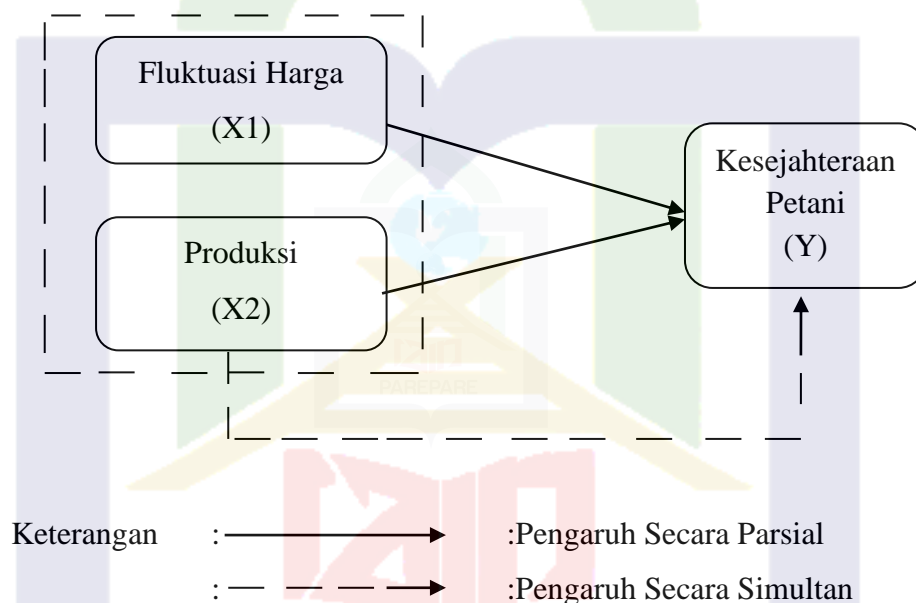 Fluktuasi Harga
(X1)
Kesejahteraan
Petani
(Y)
Produksi
(X2)
PAREPARE
Keterangan : :Pengaruh Secara Parsial
: :Pengaruh Secara Simultan